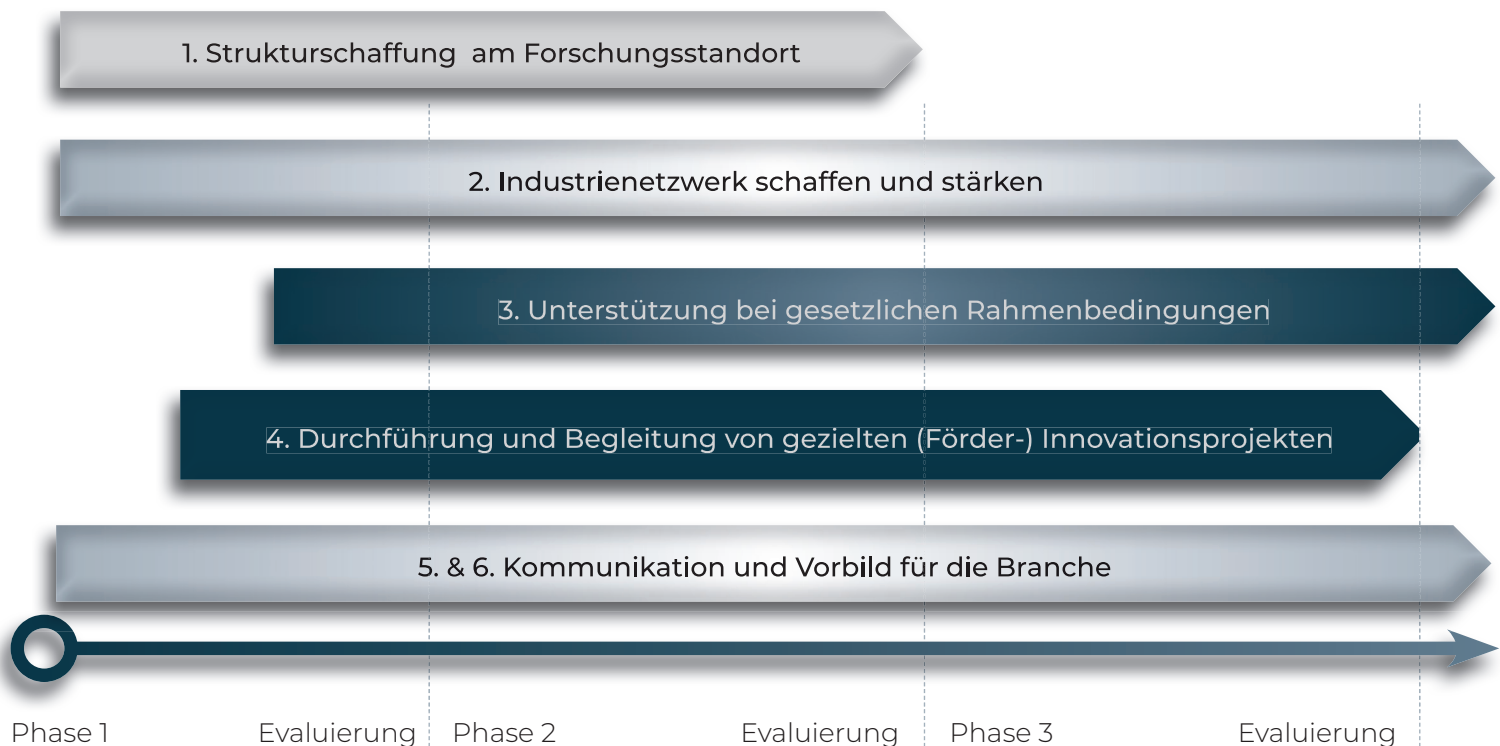 1. Strukturschaffung am Forschungsstandort
2. Industrienetzwerk schaffen und stärken
3. Unterstützung bei gesetzlichen Rahmenbedingungen
4. Durchführung und Begleitung von gezielten (Förder-) Innovationsprojekten
5. & 6. Kommunikation und Vorbild für die Branche
Phase 1 Evaluierung Phase 2 Evaluierung Phase 3 Evaluierung